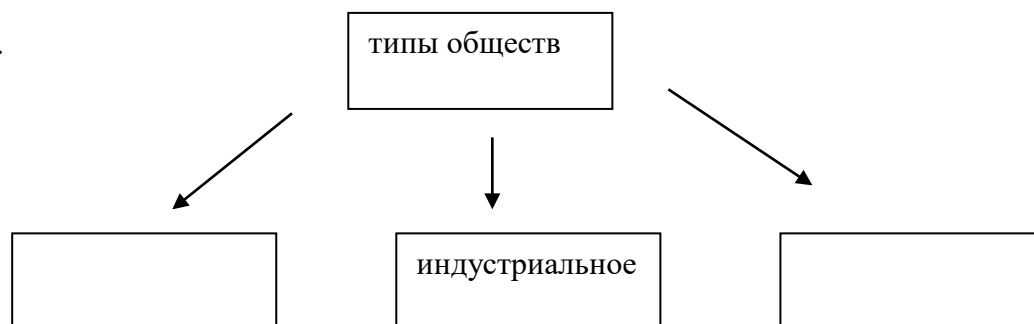 .
типы обществ
индустриальное